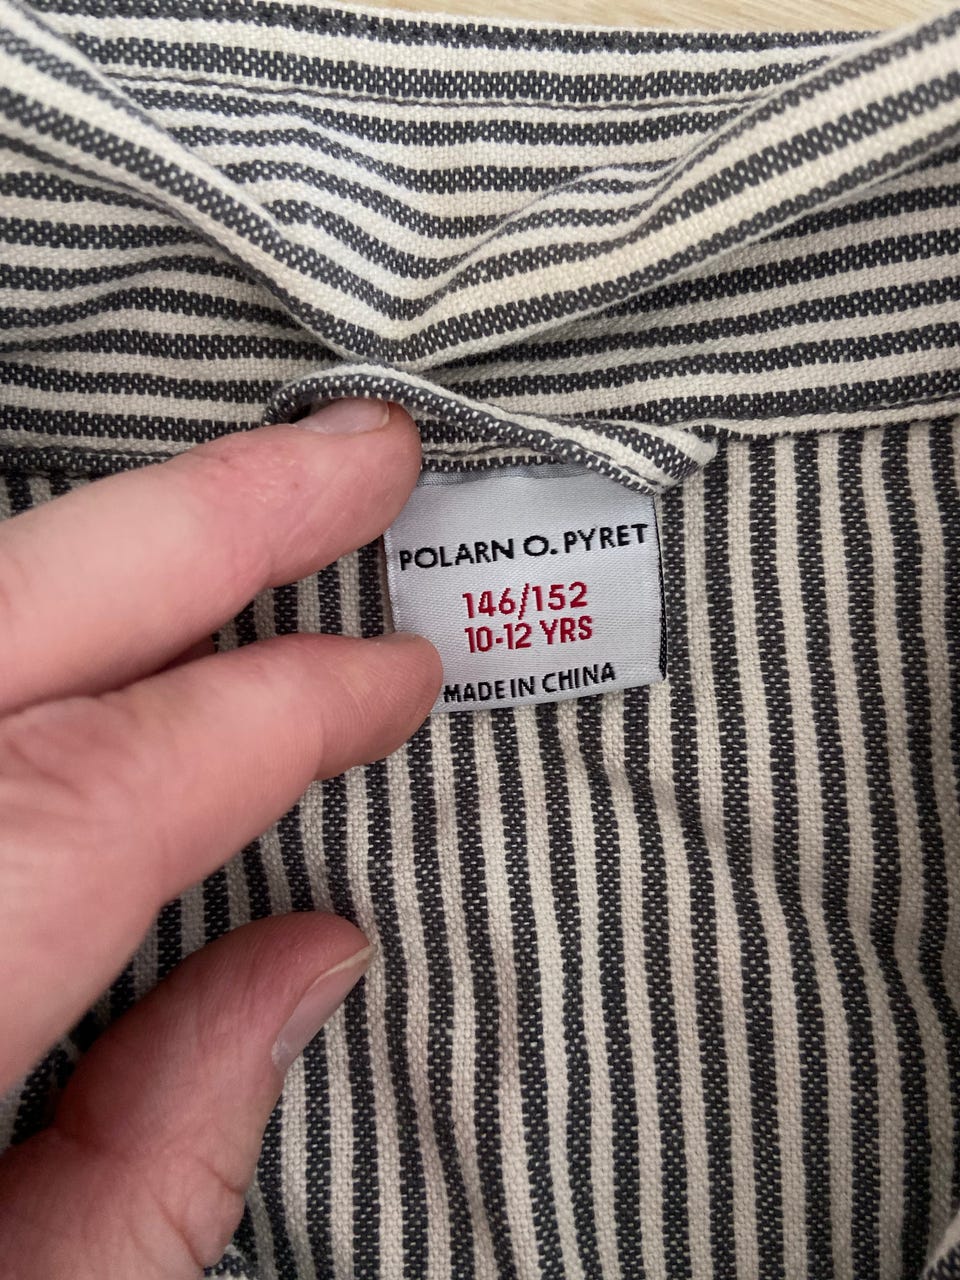 POLARN O. PYRET
146/152
10-12 YRS
MADE IN CHINA